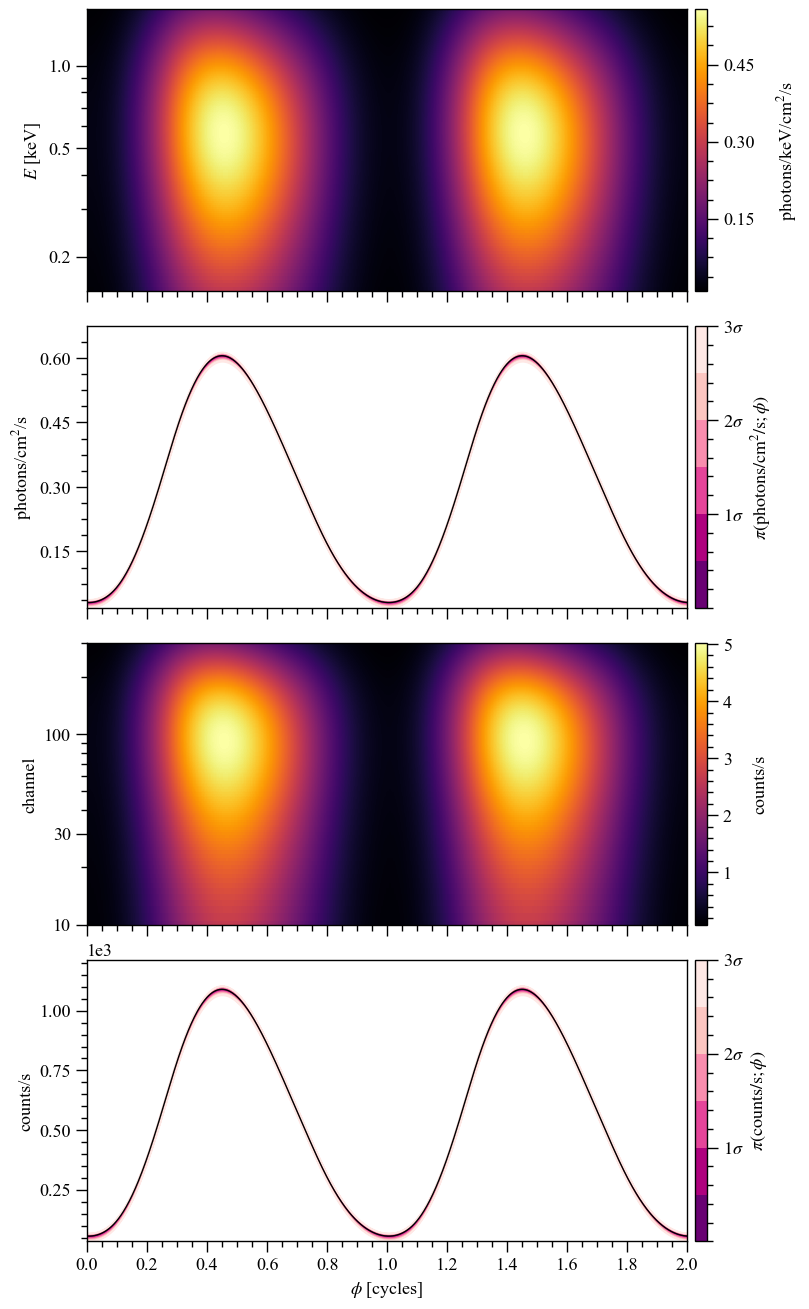 1.0
0.5
0.2
E [keV]
0.45
0.30
0.15
photons/keV/cm²/s
0.60
0.45
0.30
0.15
photons/cm²/s
3σ
2σ
1σ
π(photons/cm²/s; ϕ)
100
30
10
channel
5
4
3
2
1
counts/s
1e3
1.00
0.75
0.50
0.25
counts/s
3σ
2σ
1σ
π(counts/s; ϕ)
0.0 0.2 0.4 0.6 0.8 1.0 1.2 1.4 1.6 1.8 2.0
ϕ [cycles]